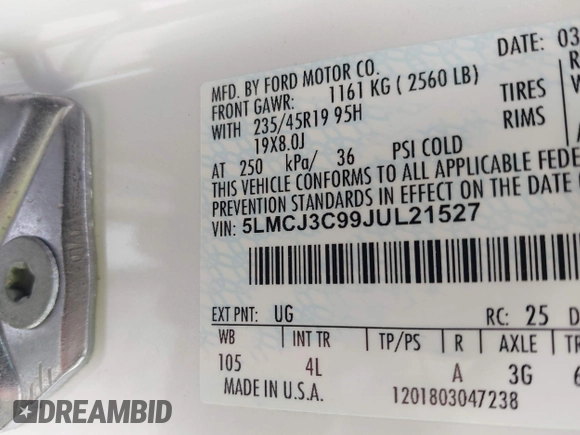 DATE: 03
MFD. BY FORD MOTOR CO.
FRONT GAWR: 1161 KG ( 2560 LB)
WITH 235/45R19 95H TIRES
19X8.0J RIMS
AT 250 kPa/ 36 PSI COLD
THIS VEHICLE CONFORMS TO ALL APPLICABLE FEDE
PREVENTION STANDARDS IN EFFECT ON THE DATE
VIN: 5LMCJ3C99JUL21527
EXT PNT: UG RC: 25 D
WB INT TR TP/PS R AXLE TR
105 4L A 3G 6
MADE IN U.S.A. 1201803047238
DREAMBID